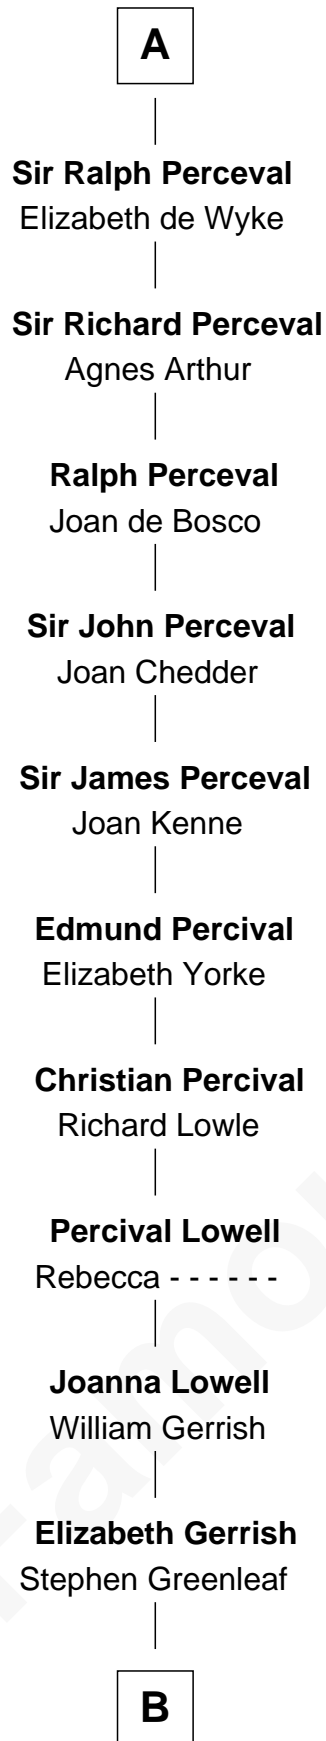 A
Sir Ralph Perceval
Elizabeth de Wyke
Sir Richard Perceval
Agnes Arthur
Ralph Perceval
Joan de Bosco
Sir John Perceval
Joan Chedder
Sir James Perceval
Joan Kenne
Edmund Percival
Elizabeth Yorke
Christian Percival
Richard Lowle
Percival Lowell
Rebecca - - - - - -
Joanna Lowell
William Gerrish
Elizabeth Gerrish
Stephen Greenleaf
B